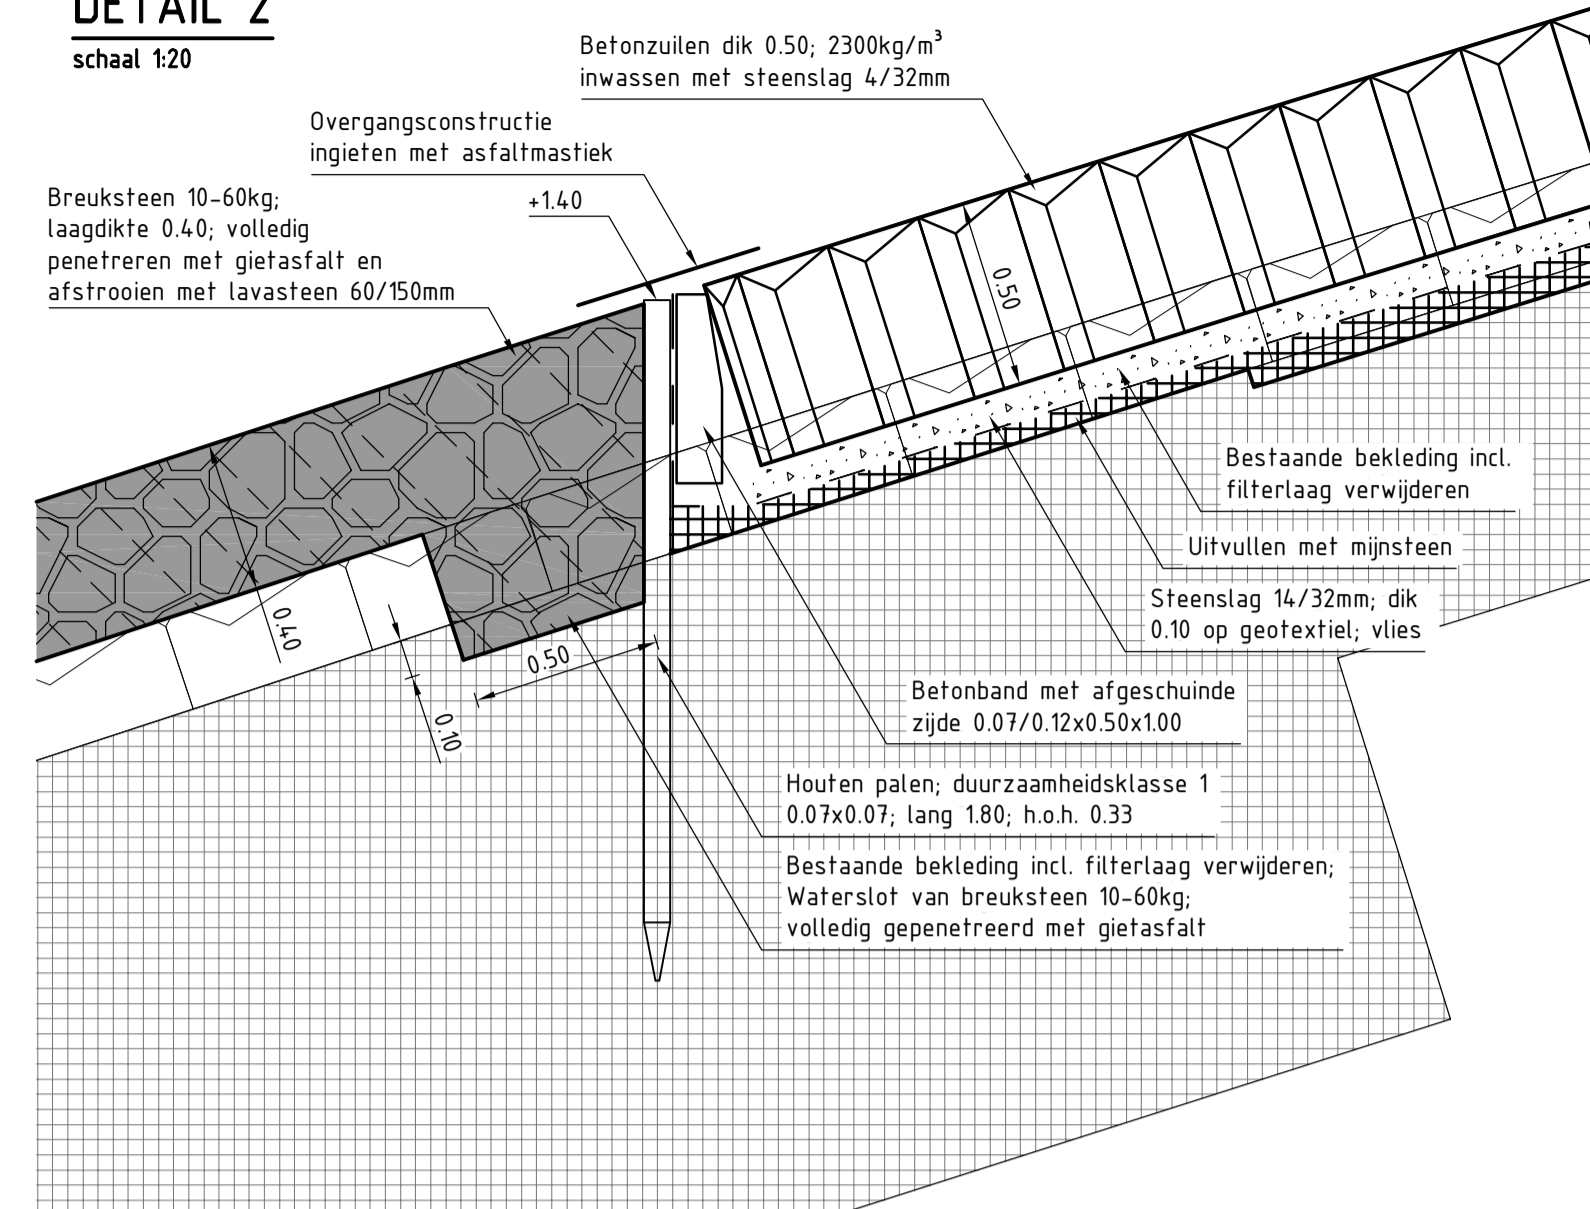 DETAIL 2
schaal 1:20
Betonzuilen dik 0.50; 2300kg/m³
inwassen met steenslag 4/32mm
Overgangsconstructie
ingieten met asfaltmastiek
Breuksteen 10-60kg;
laagdikte 0.40; volledig
penetreren met gietasfalt en
afstrooien met lavasteen 60/150mm
+1.40
0.50
0.40
0.50
0.10
Bestaande bekleding incl.
filterlaag verwijderen
Uitvullen met mijnsteen
Steenslag 14/32mm; dik
0.10 op geotextiel; vlies
Betonband met afgeschuinde
zijde 0.07/0.12x0.50x1.00
Houten palen; duurzaamheidsklasse 1
0.07x0.07; lang 1.80; h.o.h. 0.33
Bestaande bekleding incl. filterlaag verwijderen;
Waterslot van breuksteen 10-60kg;
volledig gepenetreerd met gietasfalt